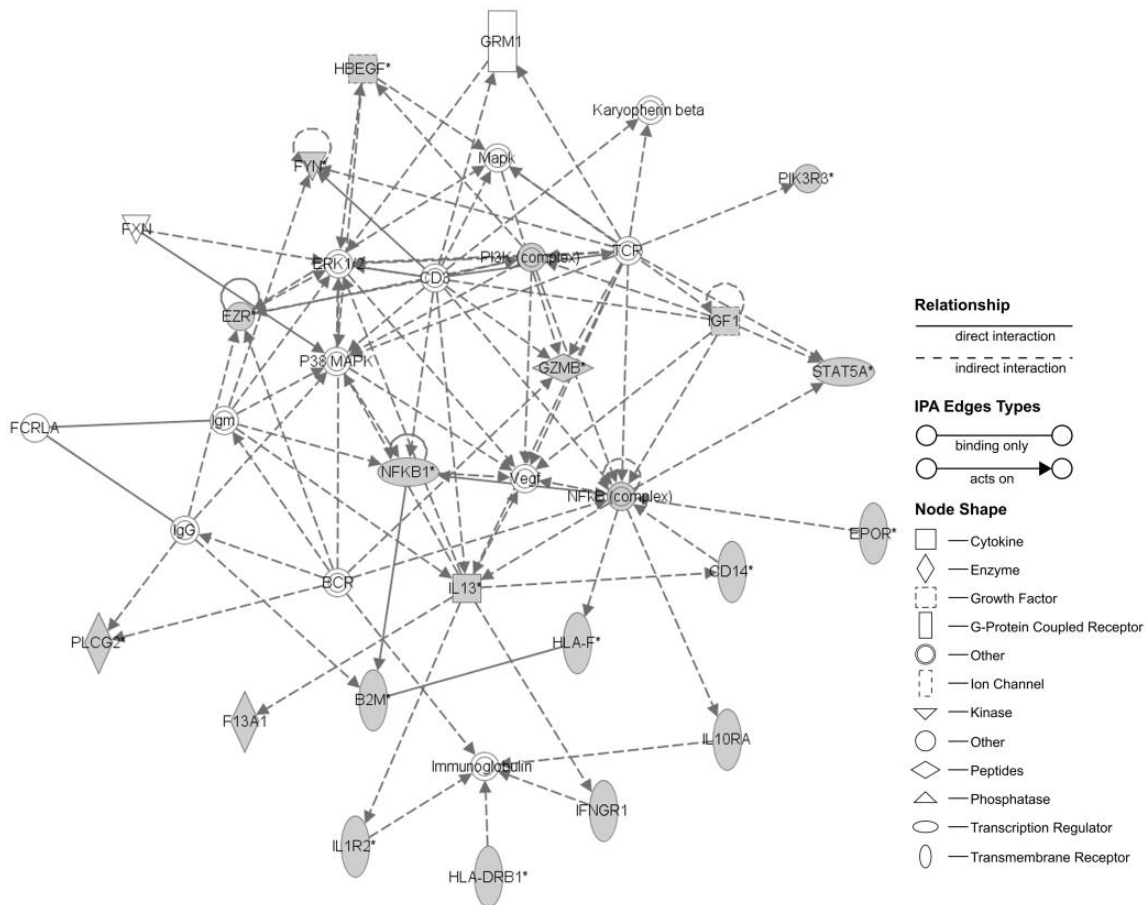 GRM1
HBEGF*
Karyopherin beta
Mapk
FYN*
PIK3R3*
FXN
TCR
PI3K (complex)
ERK1/2
CD3
EZR*
IGF1
P38 MAPK
GZMB*
STAT5A*
Igm
FCRLA
NFKB1*
Vegf
NFkB (complex)
IgG
EPOR*
CD14*
BCR
IL13*
PLCG2*
HLA-F*
B2M*
F13A1
IL10RA
Immunoglobulin
IFNGR1
IL1R2*
HLA-DRB1*
Relationship
direct interaction
indirect interaction
IPA Edges Types
binding only
acts on
Node Shape
Cytokine
Enzyme
Growth Factor
G-Protein Coupled Receptor
Other
Ion Channel
Kinase
Other
Peptides
Phosphatase
Transcription Regulator
Transmembrane Receptor